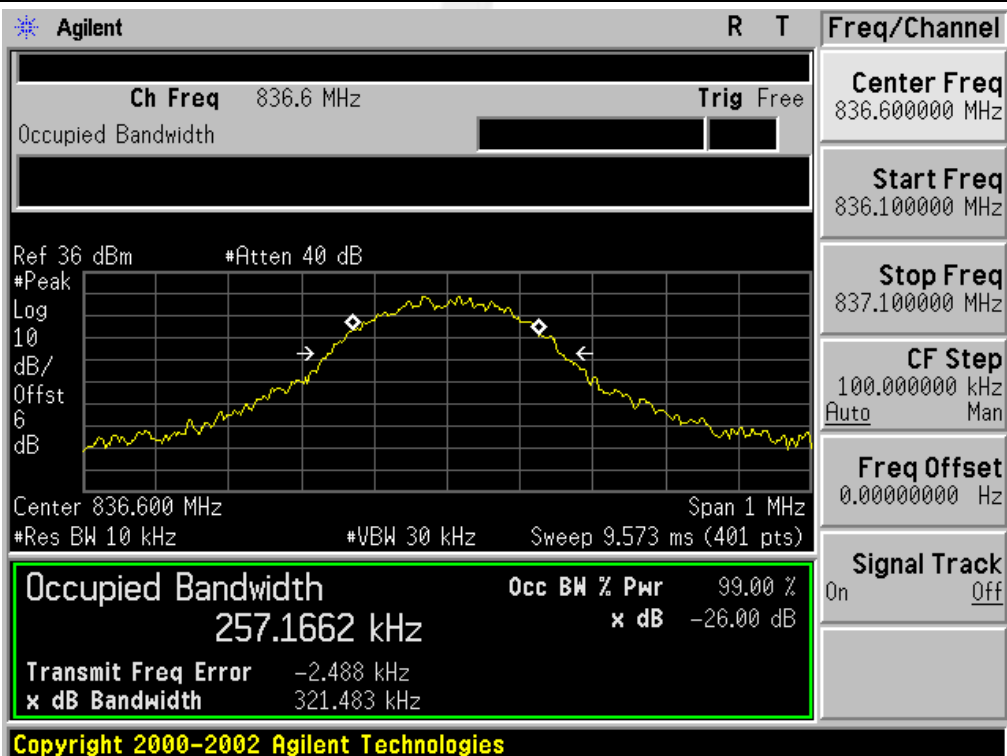 Agilent R T
Freq/Channel
Ch Freq 836.6 MHz Trig Free
Occupied Bandwidth
Center Freq
836.600000 MHz
Start Freq
836.100000 MHz
Stop Freq
837.100000 MHz
CF Step
100.000000 kHz
Auto Man
Freq Offset
0.00000000 Hz
Signal Track
On Off
Ref 36 dBm #Atten 40 dB
#Peak
Log
10
dB/
Offst
6
dB
Center 836.600 MHz Span 1 MHz
#Res BW 10 kHz #VBW 30 kHz Sweep 9.573 ms (401 pts)
Occupied Bandwidth Occ BW % Pwr 99.00 %
257.1662 kHz x dB -26.00 dB
Transmit Freq Error -2.488 kHz
x dB Bandwidth 321.483 kHz
Copyright 2000-2002 Agilent Technologies